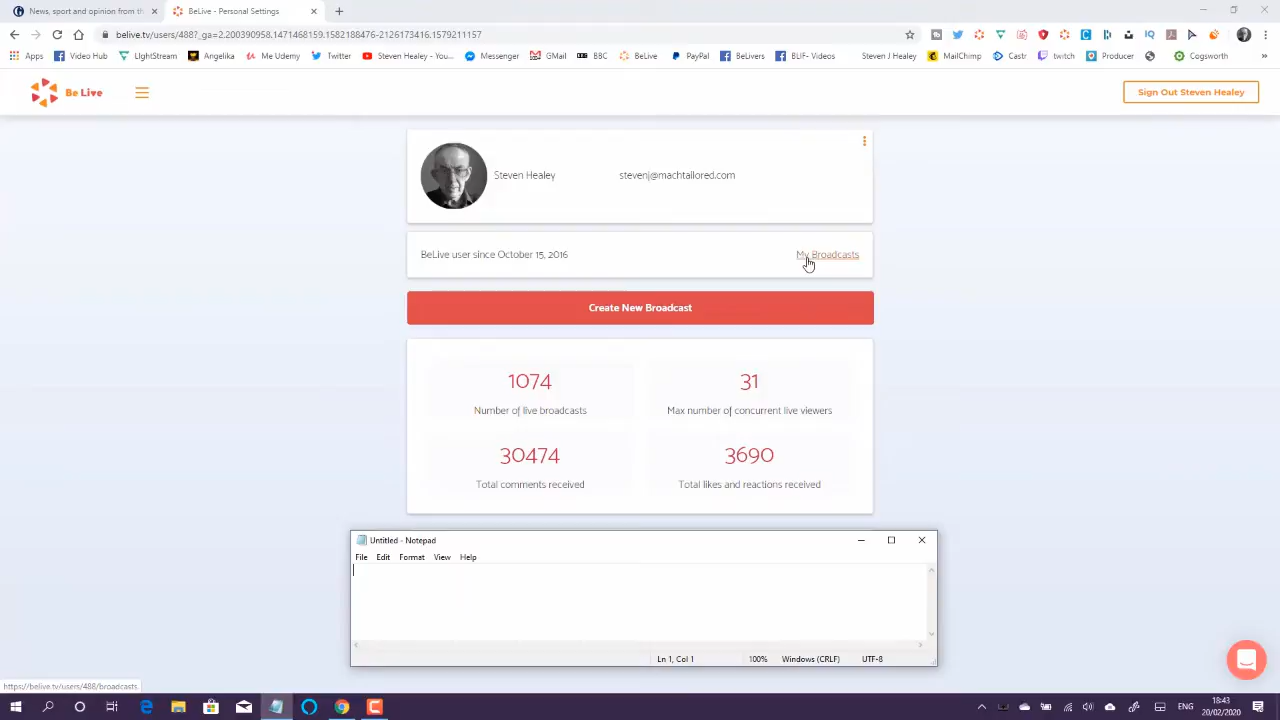 News, sport and opinion from th
BeLive - Personal Settings
belive.tv/users/488?_ga=2.200390958.1471468159.1582188476-2126173416.1579211157
Apps
Video Hub
LIghtStream
Angelika
Me :Udemy
Twitter
Steven Healey - You...
Messenger
GMail
BBC
BeLive
PayPal
BeLivers
BLIF- Videos
Steven J Healey
MailChimp
Castr
twitch
Producer
Cogsworth
Be Live
Sign Out Steven Healey
Steven Healey
stevenj@machtailored.com
BeLive user since October 15, 2016
My Broadcasts
Create New Broadcast
1074
31
Number of live broadcasts
Max number of concurrent live viewers
30474
3690
Total comments received
Total likes and reactions received
Untitled - Notepad
File Edit Format View Help
Ln 1, Col 1
100%
Windows (CRLF)
UTF-8
https://belive.tv/users/488/broadcasts
ENG
18:43
20/02/2020